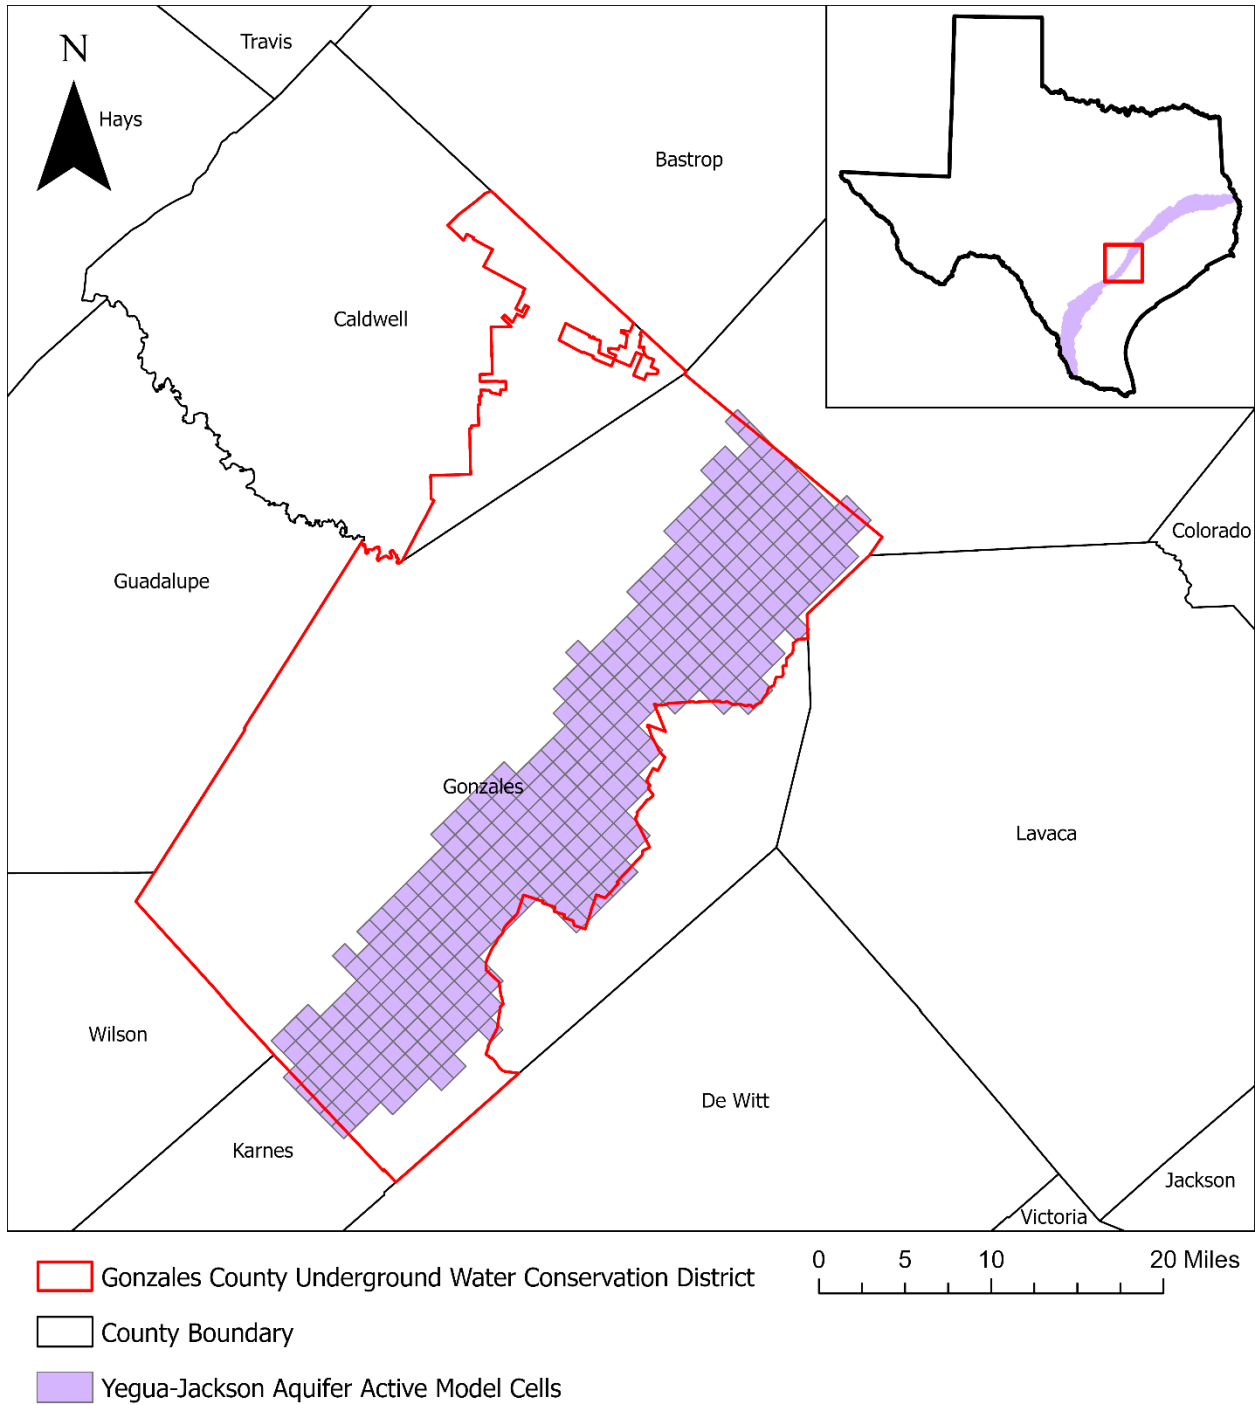 Travis
N
Hays
Bastrop
Caldwell
Colorado
Guadalupe
Gonzales
Lavaca
Wilson
De Witt
Karnes
Jackson
Victoria
0 5 10 20 Miles
Gonzales County Underground Water Conservation District
County Boundary
Yegua-Jackson Aquifer Active Model Cells